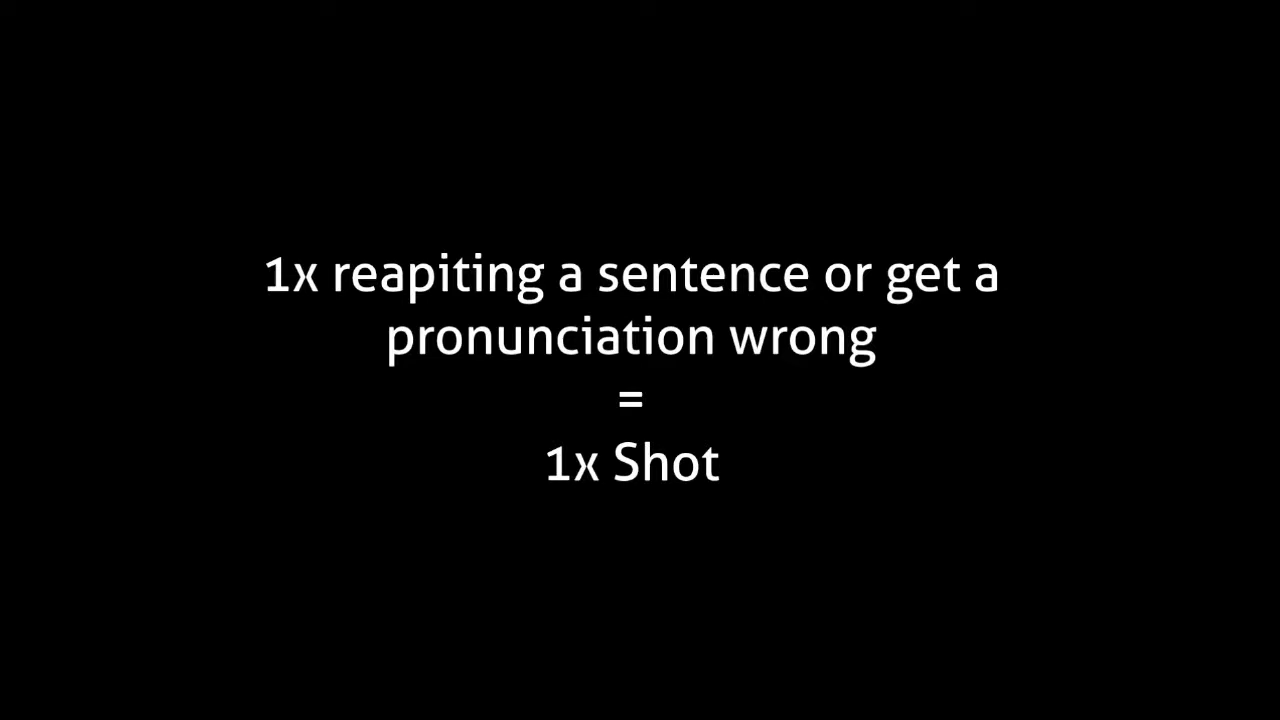 1x reapiting a sentence or get a
pronunciation wrong
=
1x Shot